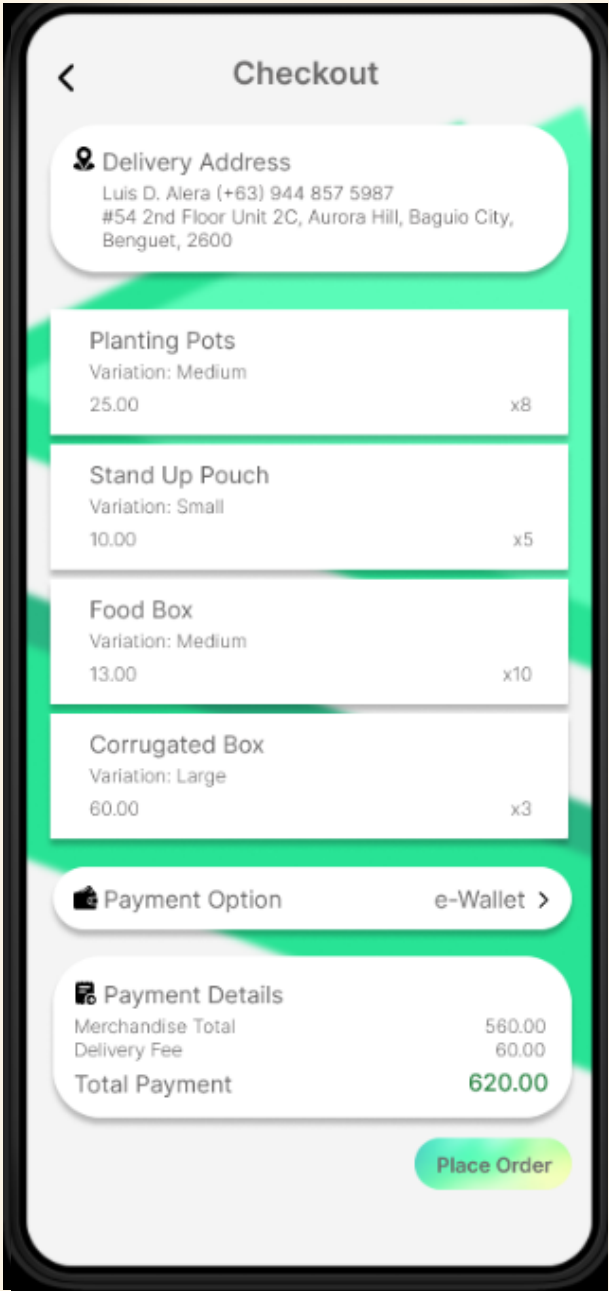 Checkout
Delivery Address
Luis D. Alera (+63) 944 857 5987
#54 2nd Floor Unit 2C, Aurora Hill, Baguio City,
Benguet, 2600
Planting Pots
Variation: Medium
25.00 x8
Stand Up Pouch
Variation: Small
10.00 x5
Food Box
Variation: Medium
13.00 x10
Corrugated Box
Variation: Large
60.00 x3
Payment Option e-Wallet
Payment Details
Merchandise Total 560.00
Delivery Fee 60.00
Total Payment 620.00
Place Order